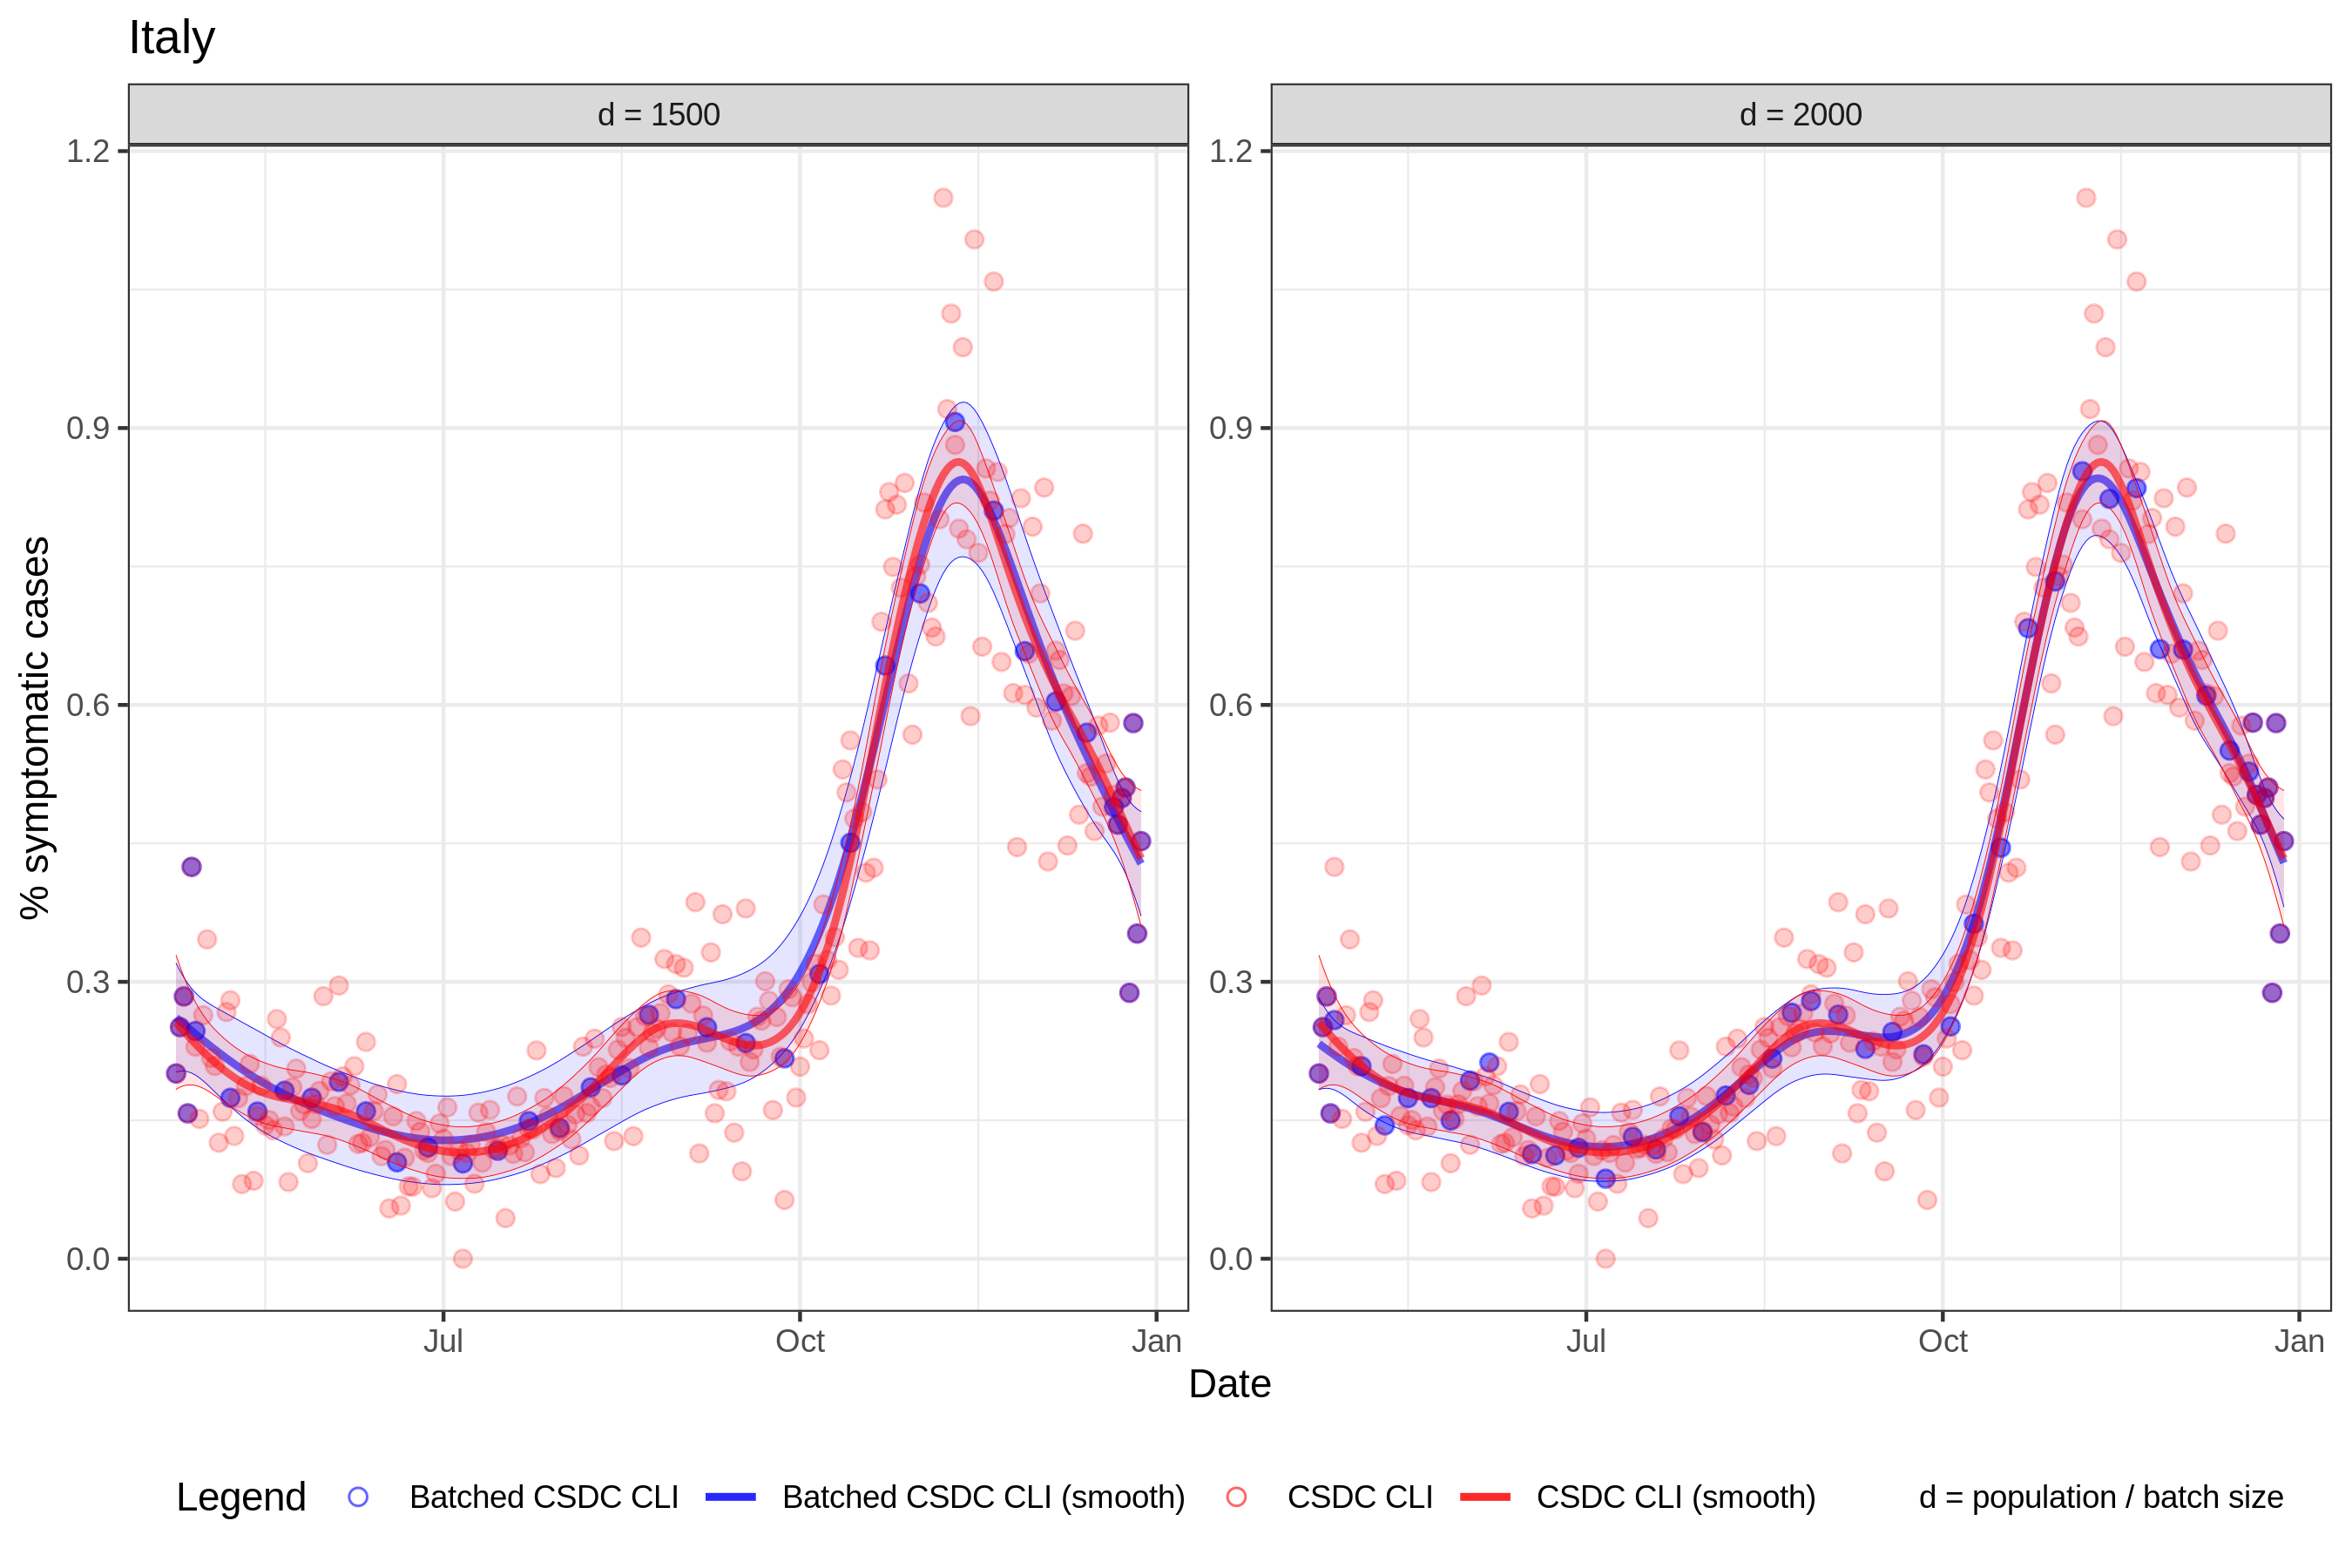 Italy
d = 1500
d = 2000
% symptomatic cases
1.2
0.9
0.6
0.3
0.0
1.2
0.9
0.6
0.3
0.0
Jul Oct Jan
Jul Oct Jan
Date
Legend Batched CSDC CLI Batched CSDC CLI (smooth) CSDC CLI CSDC CLI (smooth) d = population / batch size